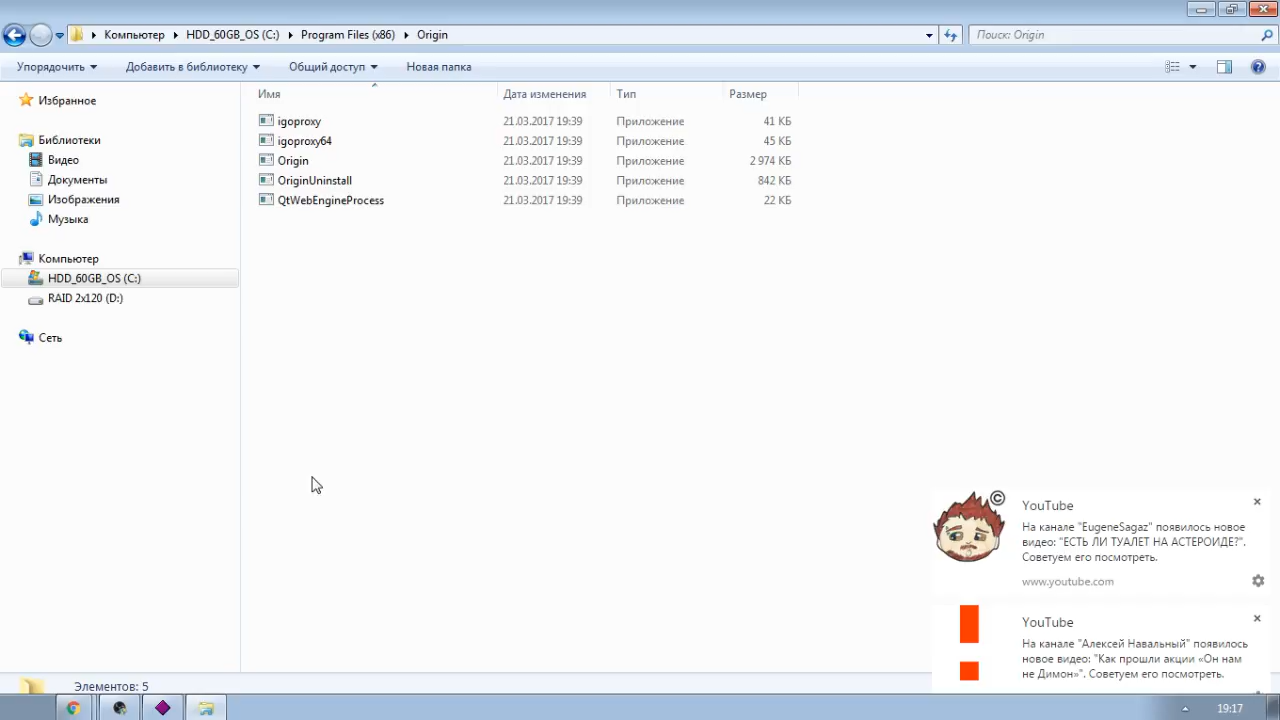 Компьютер HDD_60GB_OS (C:) Program Files (x86) Origin
Поиск: Origin
Упорядочить Добавить в библиотеку Общий доступ Новая папка
Избранное
Библиотеки
Видео
Документы
Изображения
Музыка
Компьютер
HDD_60GB_OS (C:)
RAID 2x120 (D:)
Сеть
Имя Дата изменения Тип Размер
igoproxy 21.03.2017 19:39 Приложение 41 КБ
igoproxy64 21.03.2017 19:39 Приложение 45 КБ
Origin 21.03.2017 19:39 Приложение 2 974 КБ
OriginUninstall 21.03.2017 19:39 Приложение 842 КБ
QtWebEngineProcess 21.03.2017 19:39 Приложение 22 КБ
©
YouTube
На канале "EugeneSagaz" появилось новое
видео: "ЕСТЬ ЛИ ТУАЛЕТ НА АСТЕРОИДЕ?".
Советуем его посмотреть.
www.youtube.com
YouTube
На канале "Алексей Навальный" появилось
новое видео: "Как прошли акции «Он нам
не Димон»". Советуем его посмотреть.
Элементов: 5
19:17